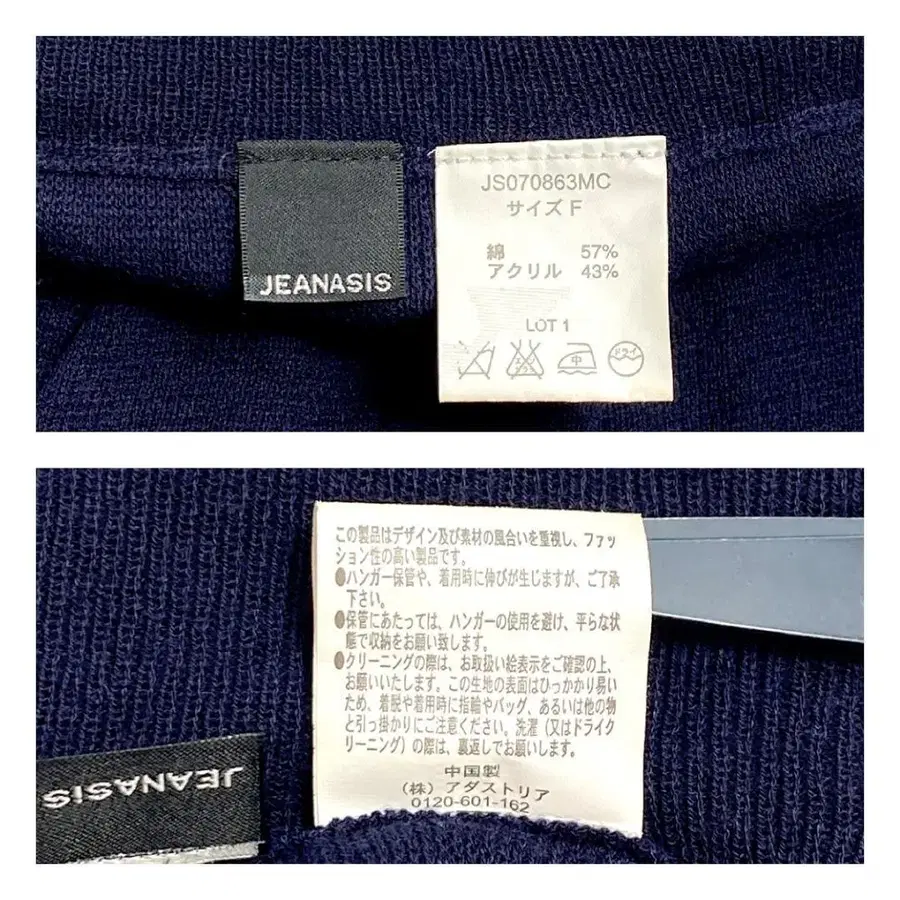 JEANASIS
JS070863MC
サイズ F
綿 57%
アクリル 43%
LOT 1
中
ドライ
この製品はデザイン及び素材の風合いを重視し、ファッ
ション性の高い製品です。
●ハンガー保管や、着用時に伸びが生じますが、ご了承
下さい。
●保管にあたっては、ハンガーの使用を避け、平らな状
態で収納をお願い致します。
●クリーニングの際は、お取扱い絵表示をご確認の上、
お願いいたします。この生地の表面はひっかかり易い
ため、着脱や着用時に指輪やバッグ、あるいは他の物
と引っ掛かりにご注意ください。洗濯（又はドライク
リーニング）の際は、裏返しでお願いします。
中国製
（株）アダストリア
0120-601-162
JEANASIS